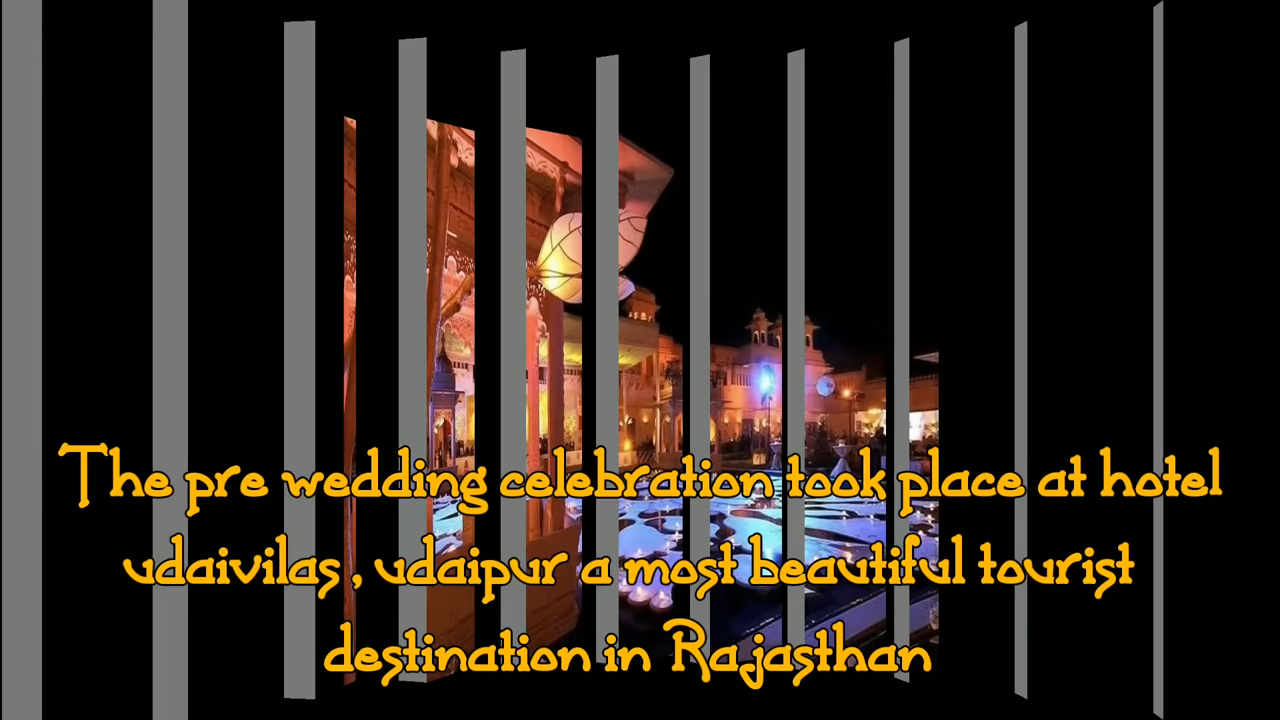 The pre wedding celebration took place at hotel
udaivilas, udaipur a most beautiful tourist
destination in Rajasthan